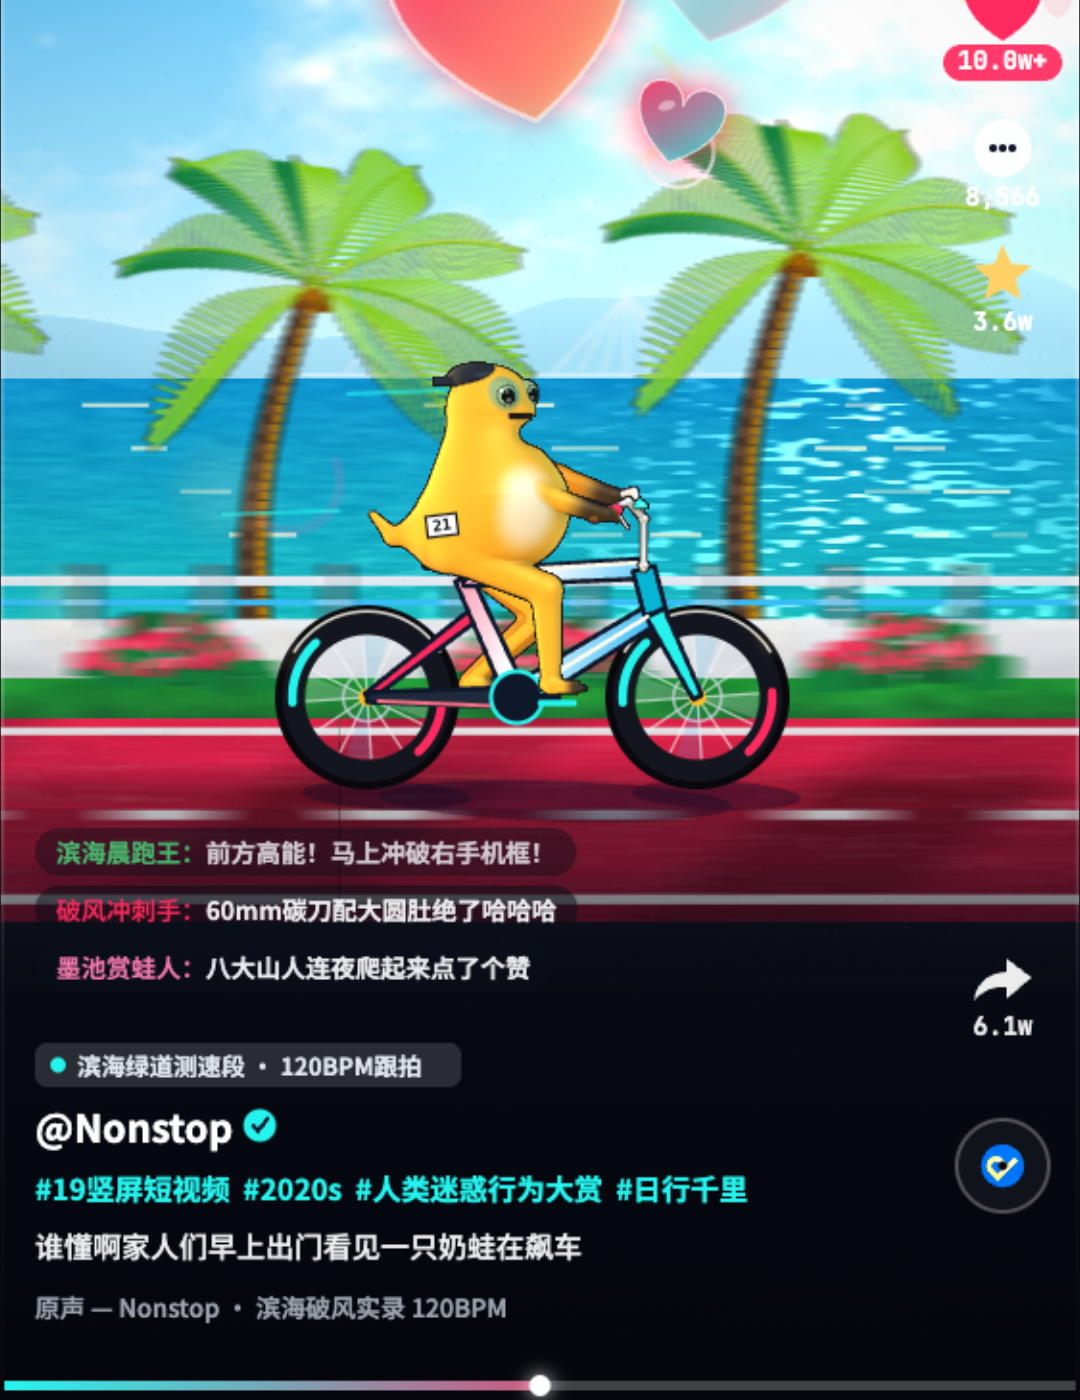 10.0w+
8,566
3.6w
21
滨海晨跑王：前方高能！马上冲破右手机框！
破风冲刺手：60mm碳刀配大圆肚绝了哈哈哈
墨池赏蛙人：八大山人连夜爬起来点了个赞
6.1w
滨海绿道测速段 · 120BPM跟拍
@Nonstop
#19竖屏短视频 #2020s #人类迷惑行为大赏 #日行千里
谁懂啊家人们早上出门看见一只奶蛙在飙车
原声 — Nonstop · 滨海破风实录 120BPM